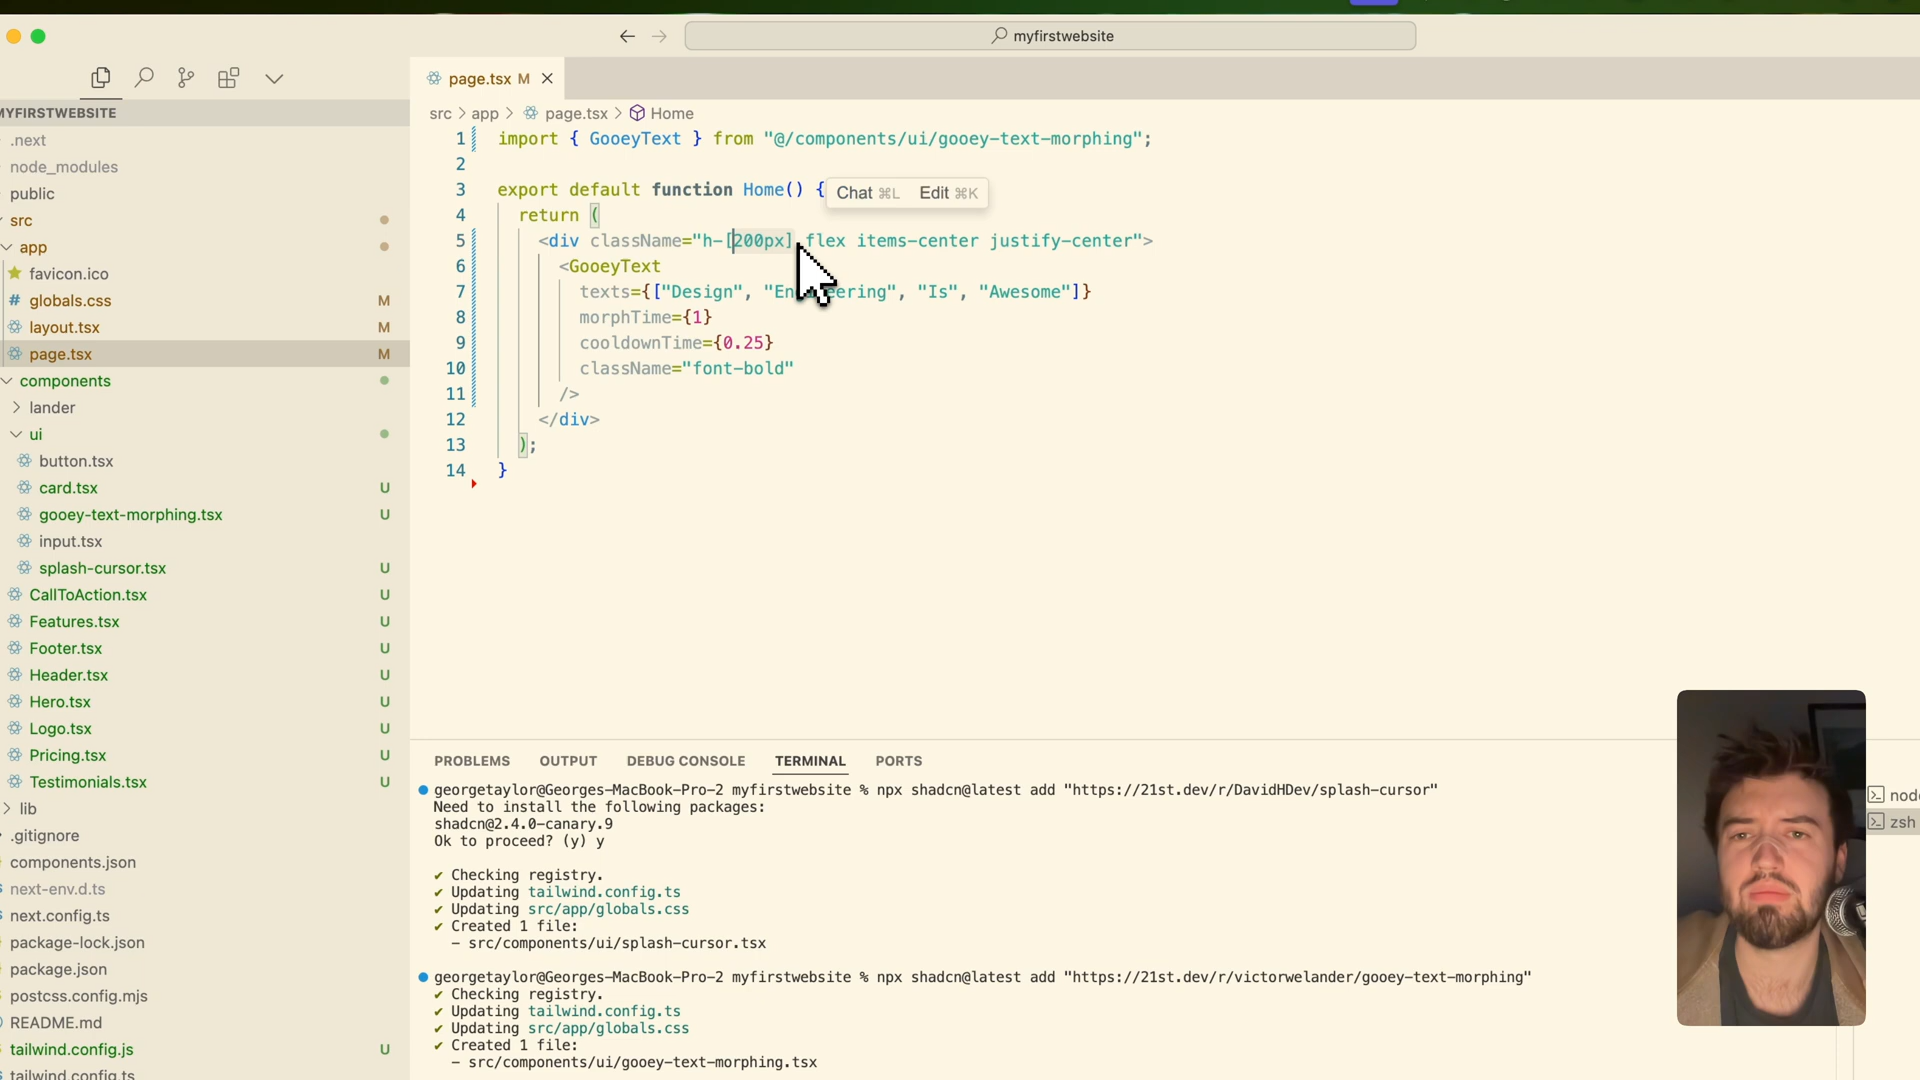 myfirstwebsite
MYFIRSTWEBSITE
.next
node_modules
public
src
app
favicon.ico
# globals.css M
layout.tsx M
page.tsx M
components
lander
ui
button.tsx
card.tsx U
gooey-text-morphing.tsx U
input.tsx
splash-cursor.tsx U
CallToAction.tsx U
Features.tsx U
Footer.tsx U
Header.tsx U
Hero.tsx U
Logo.tsx U
Pricing.tsx U
Testimonials.tsx U
lib
.gitignore
components.json
next-env.d.ts
next.config.ts
package-lock.json
package.json
postcss.config.mjs
README.md
tailwind.config.js U
tailwind.config.ts
page.tsx M
src > app > page.tsx > Home
1 import { GooeyText } from "@/components/ui/gooey-text-morphing";
2
3 export default function Home() {
Chat ⌘L Edit ⌘K
4 return (
5 <div className="h-[200px] flex items-center justify-center">
6 <GooeyText
7 texts={["Design", "Engineering", "Is", "Awesome"]}
8 morphTime={1}
9 cooldownTime={0.25}
10 className="font-bold"
11 />
12 </div>
13 );
14 }
PROBLEMS OUTPUT DEBUG CONSOLE TERMINAL PORTS
georgetaylor@Georges-MacBook-Pro-2 myfirstwebsite % npx shadcn@latest add "https://21st.dev/r/DavidHDev/splash-cursor"
Need to install the following packages:
shadcn@2.4.0-canary.9
Ok to proceed? (y) y
✔ Checking registry.
✔ Updating tailwind.config.ts
✔ Updating src/app/globals.css
✔ Created 1 file:
- src/components/ui/splash-cursor.tsx
georgetaylor@Georges-MacBook-Pro-2 myfirstwebsite % npx shadcn@latest add "https://21st.dev/r/victorwelander/gooey-text-morphing"
✔ Checking registry.
✔ Updating tailwind.config.ts
✔ Updating src/app/globals.css
✔ Created 1 file:
- src/components/ui/gooey-text-morphing.tsx
node
zsh